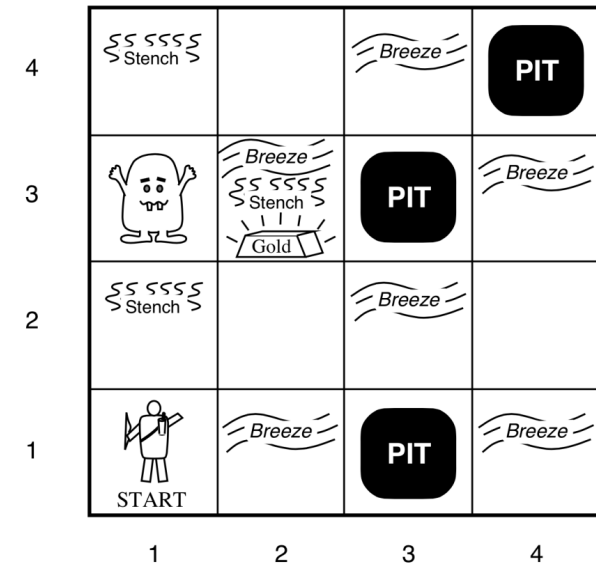 4
Stench
Breeze
PIT
3
Breeze
Stench
Gold
PIT
Breeze
2
Stench
Breeze
1
START
Breeze
PIT
Breeze
1 2 3 4